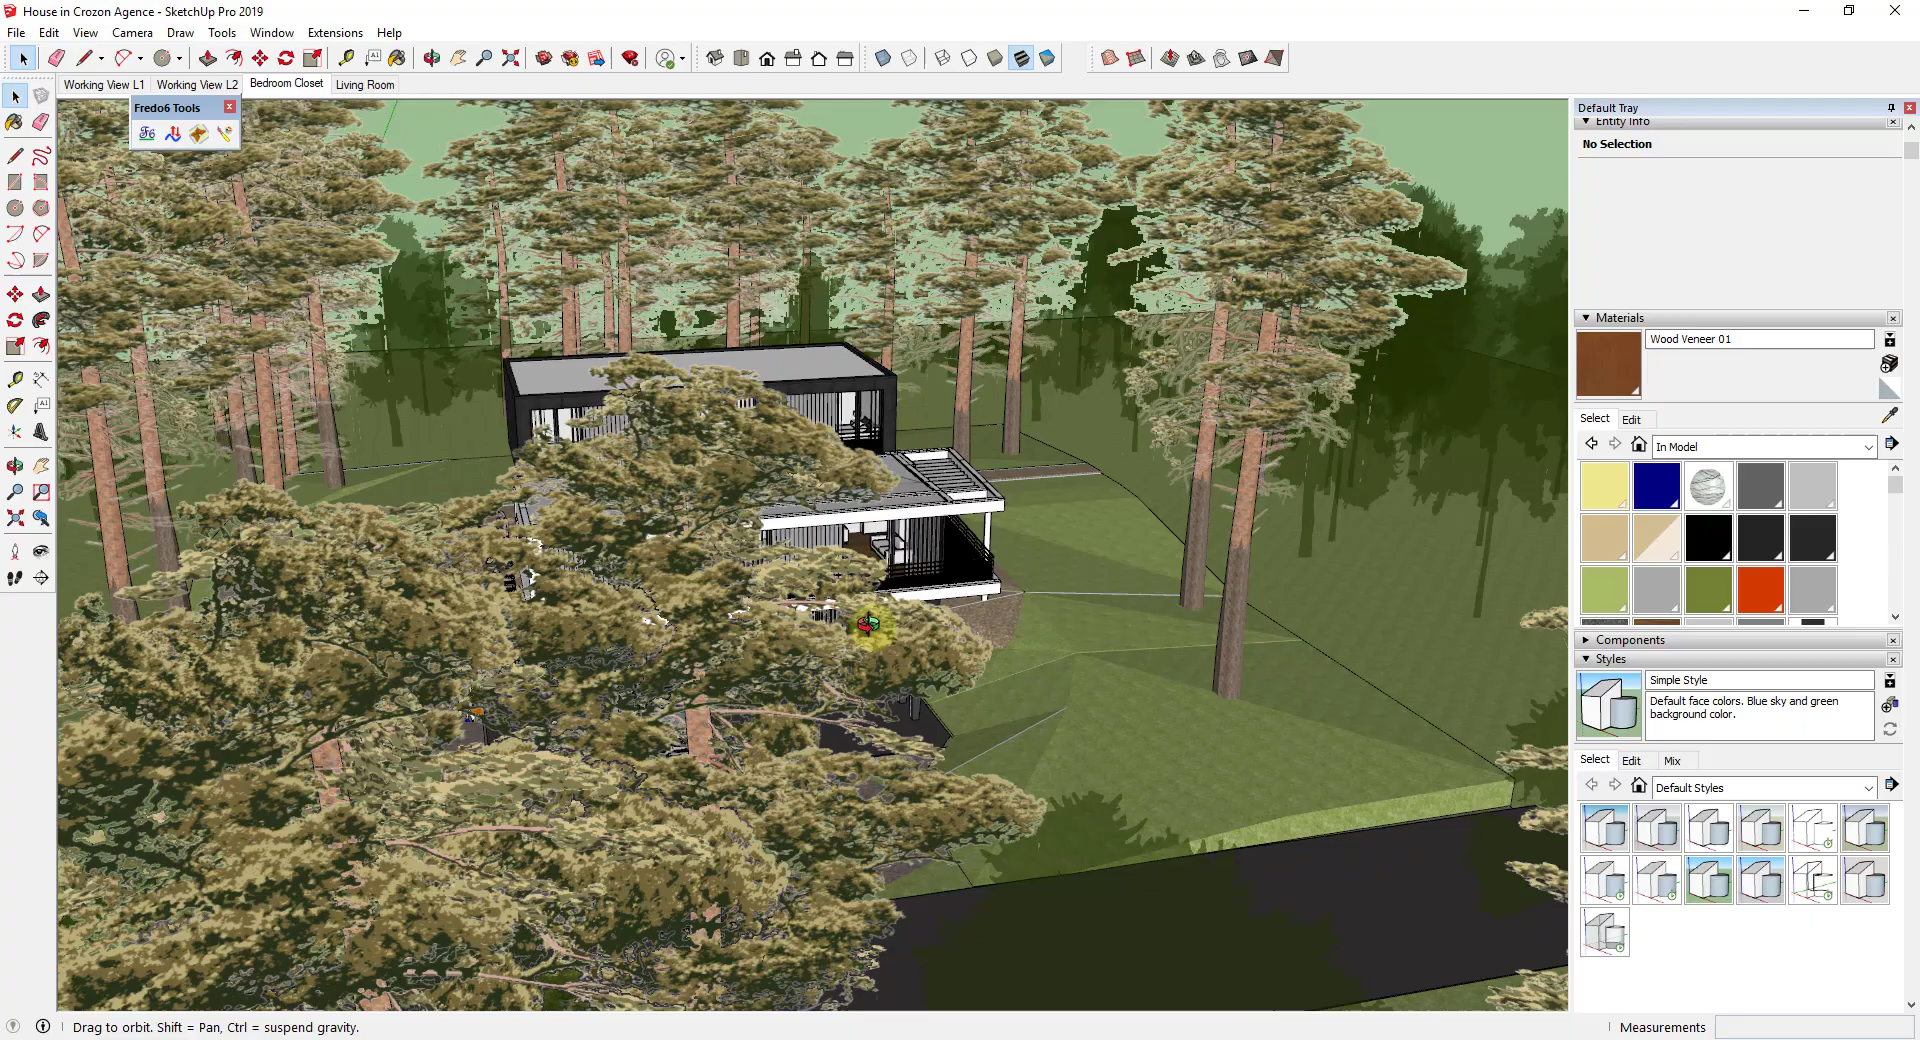 House in Crozon Agence - SketchUp Pro 2019
File Edit View Camera Draw Tools Window Extensions Help
Working View L1 Working View L2 Bedroom Closet Living Room
Fredo6 Tools
Default Tray
Entity Info
No Selection
Materials
Wood Veneer 01
Select Edit
In Model
Components
Styles
Simple Style
Default face colors. Blue sky and green
background color.
Select Edit Mix
Default Styles
Drag to orbit. Shift = Pan, Ctrl = suspend gravity.
Measurements